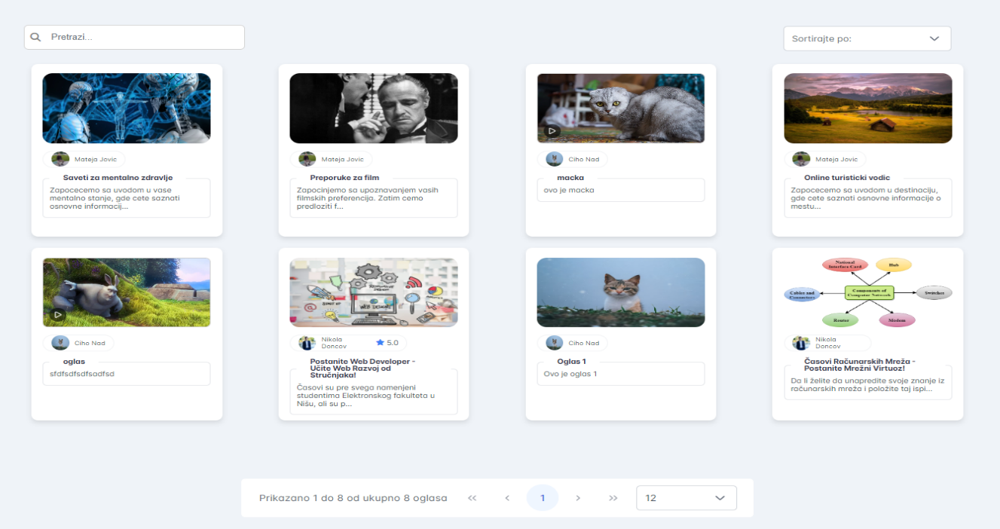 Pretrazi...
Sortirajte po:
Mateja Jovic
Saveti za mentalno zdravlje
Zapocecemo sa uvodom u vase
mentalno stanje, gde cete saznati
osnovne informacij...
Mateja Jovic
Preporuke za film
Zapocinjemo sa upoznavanjem vasih
filmskih preferencija. Zatim cemo
predloziti f...
Ciho Nad
macka
ovo je macka
Mateja Jovic
Online turisticki vodic
Zapocecemo sa uvodom u destinaciju,
gde cete saznati osnovne informacije o
mestu...
Ciho Nad
oglas
sfdfsdfsdfsadfsd
WEB DESIGN
Nikola
Doncov
5.0
Postanite Web Developer -
Učite Web Razvoj od
Stručnjaka!
Časovi su pre svega namenjeni
studentima Elektronskog fakulteta u
Nišu, ali su p...
Ciho Nad
Oglas 1
Ovo je oglas 1
National
Interface Card
Hub
Cables and
Connectors
Components of
Computer Network
Switches
Router
Modem
Nikola
Doncov
Časovi Računarskih Mreža -
Postanite Mrežni Virtuoz!
Da li želite da unapredite svoje znanje iz
računarskih mreža i položite taj ispi...
Prikazano 1 do 8 od ukupno 8 oglasa
1
12